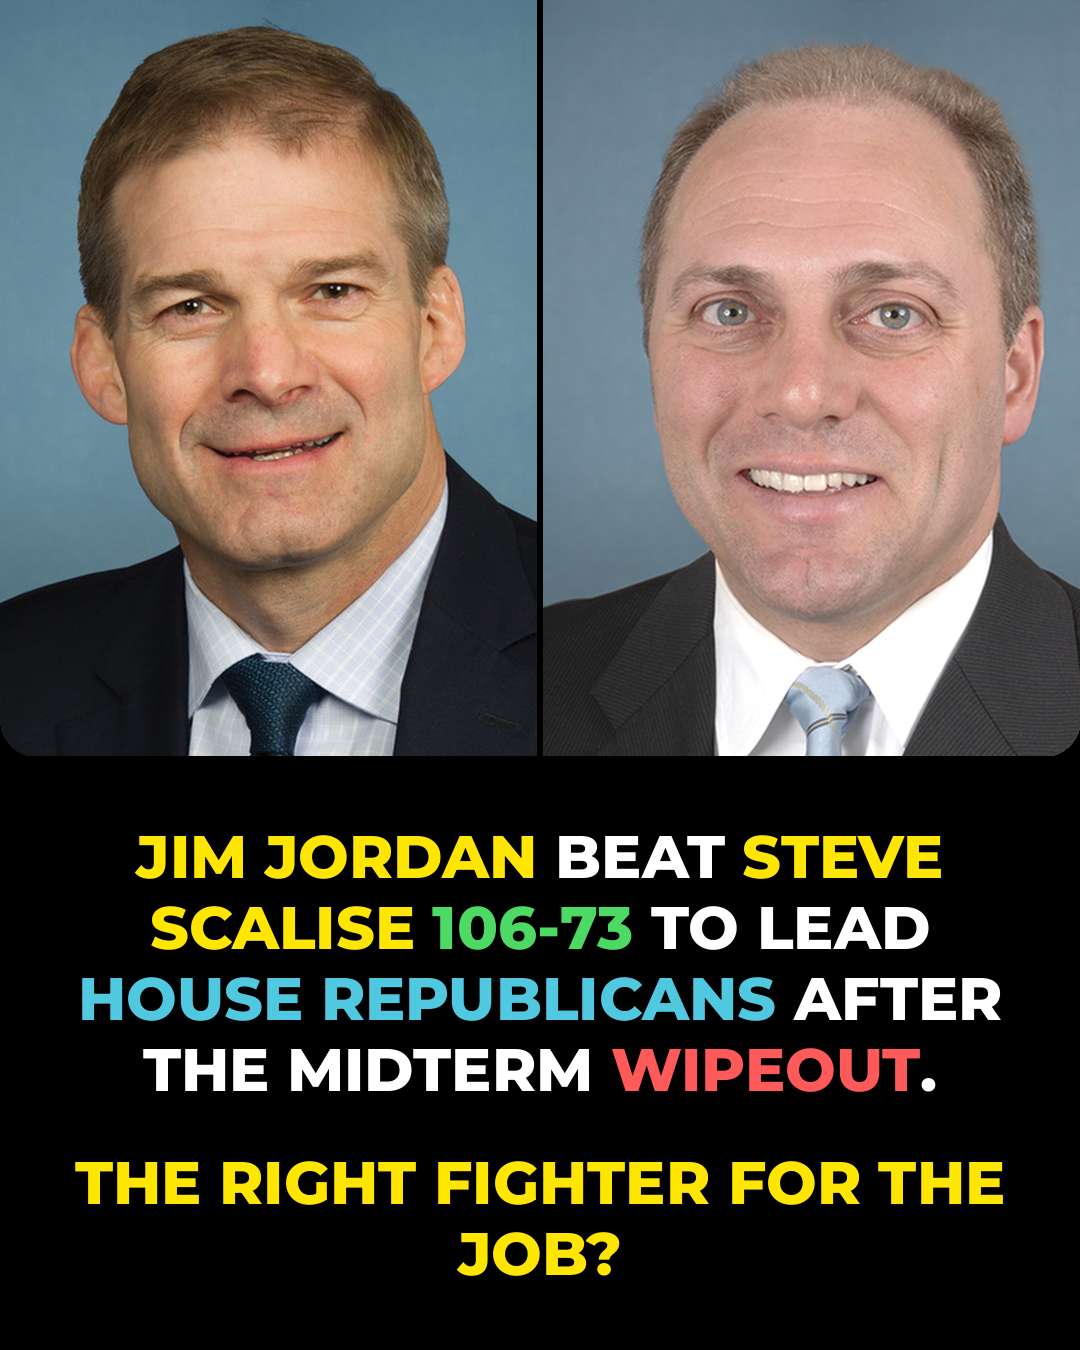 JIM JORDAN BEAT STEVE
SCALISE 106-73 TO LEAD
HOUSE REPUBLICANS AFTER
THE MIDTERM WIPEOUT.
THE RIGHT FIGHTER FOR THE
JOB?